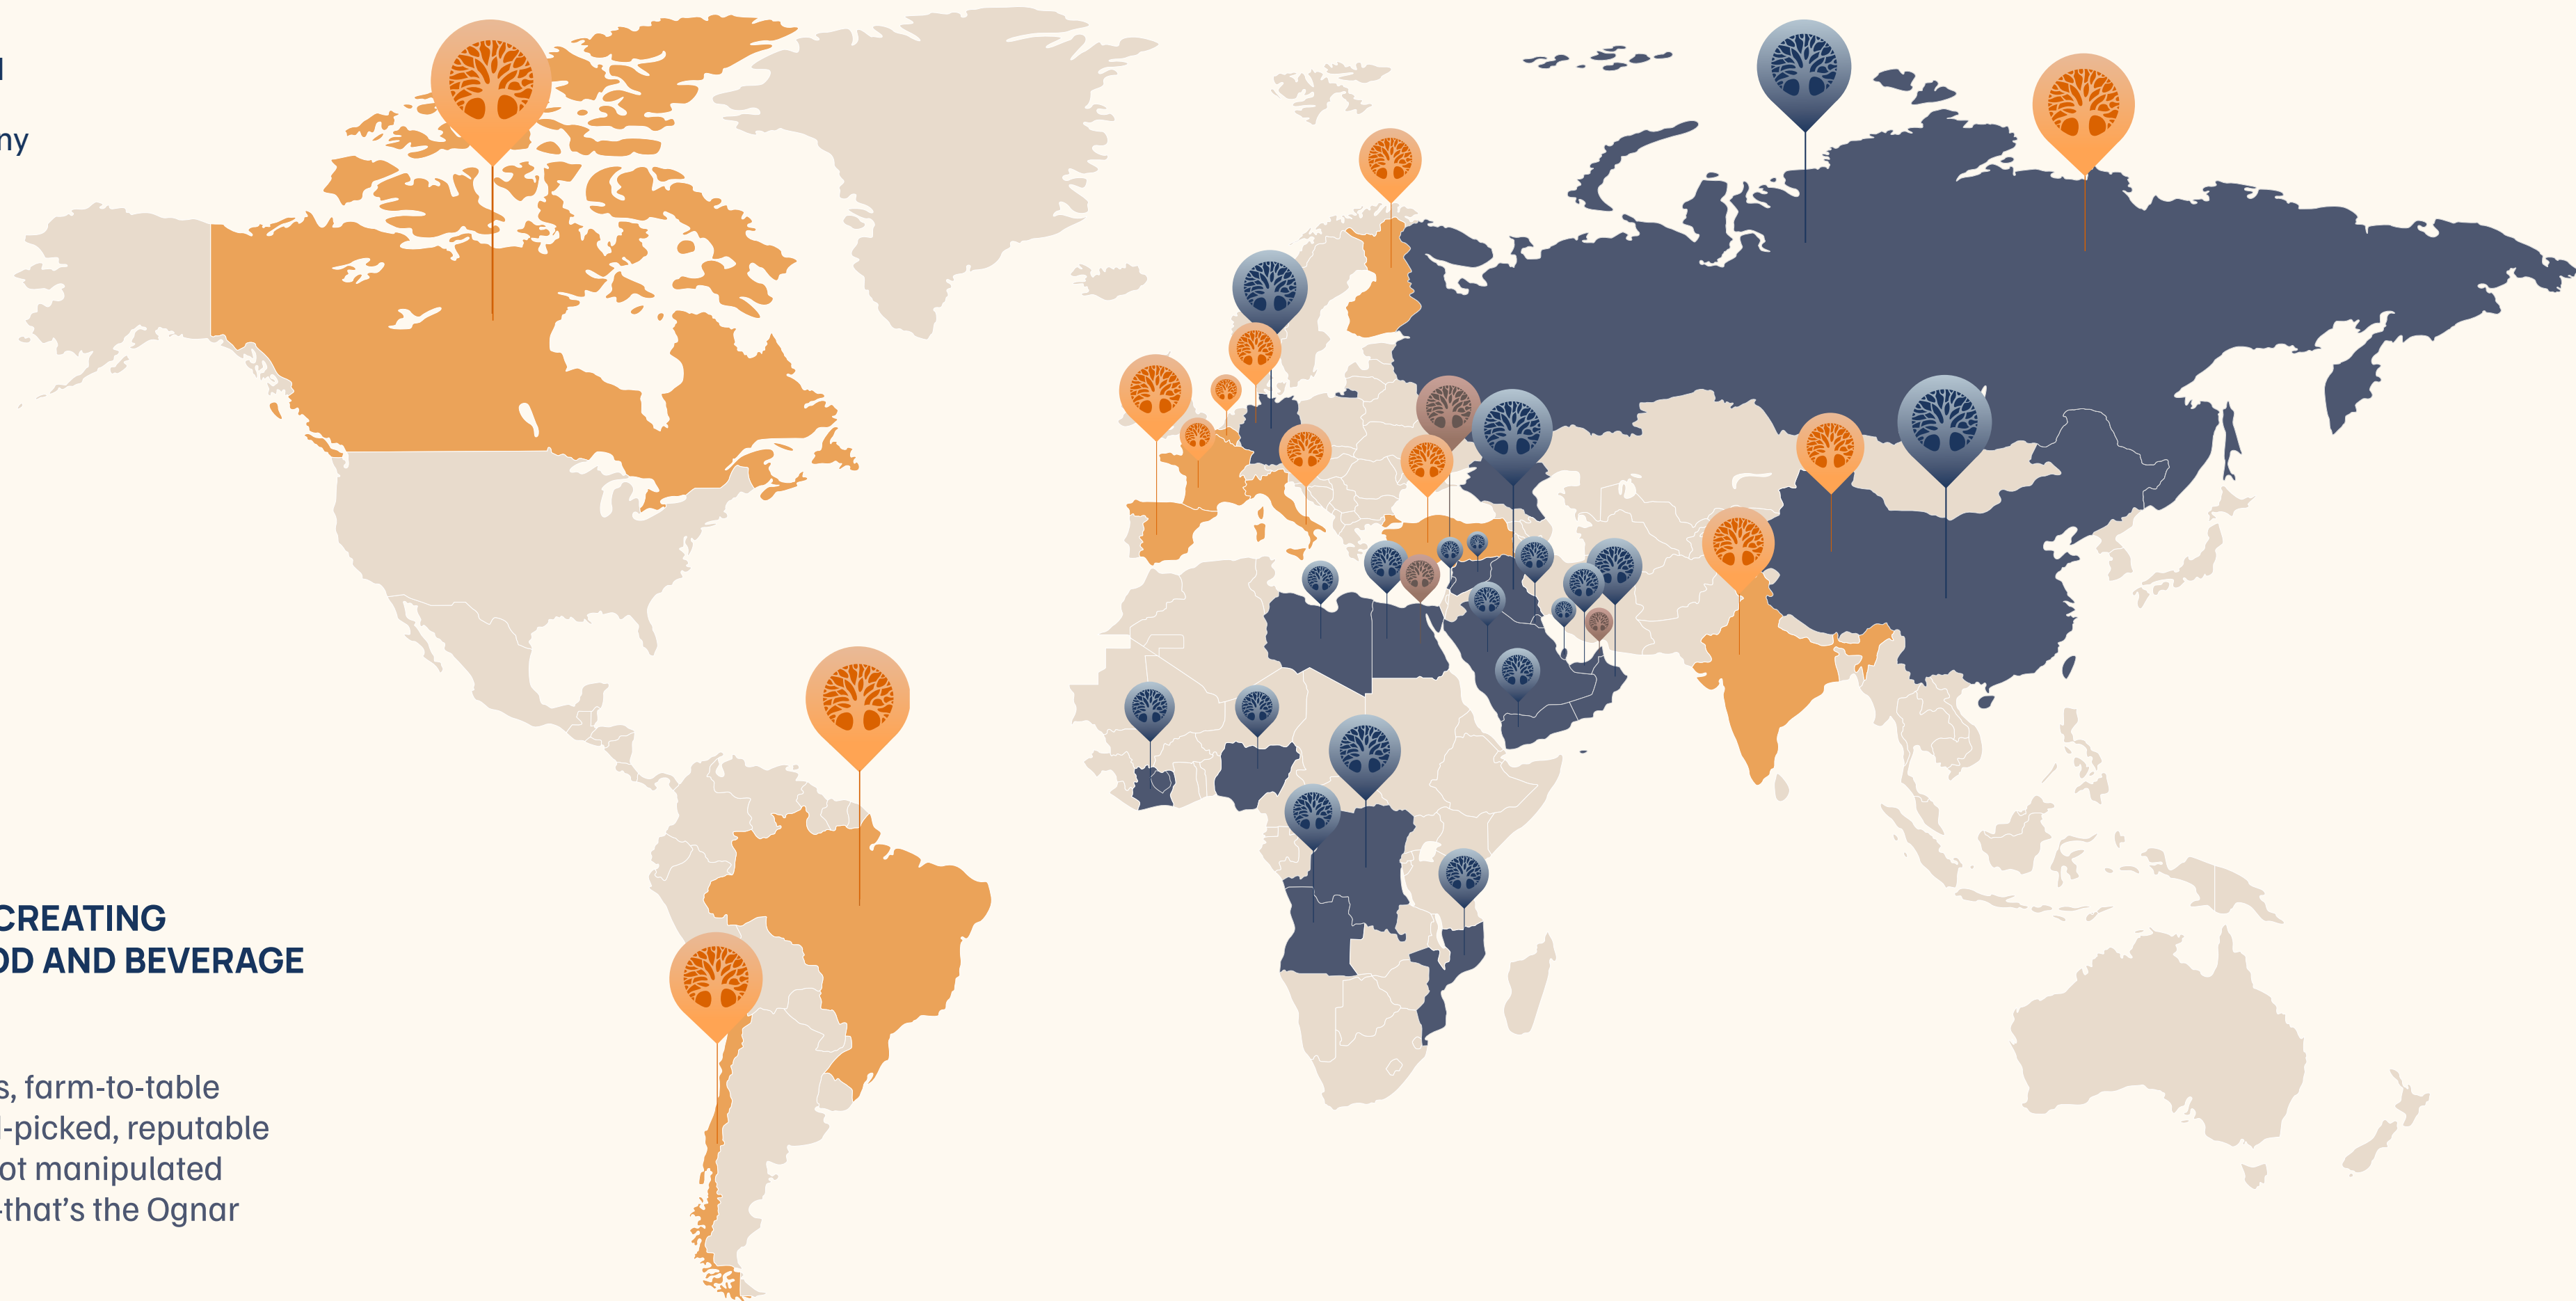 ny
CREATING
OD AND BEVERAGE
s, farm-to-table
-picked, reputable
ot manipulated
-that's the Ognar